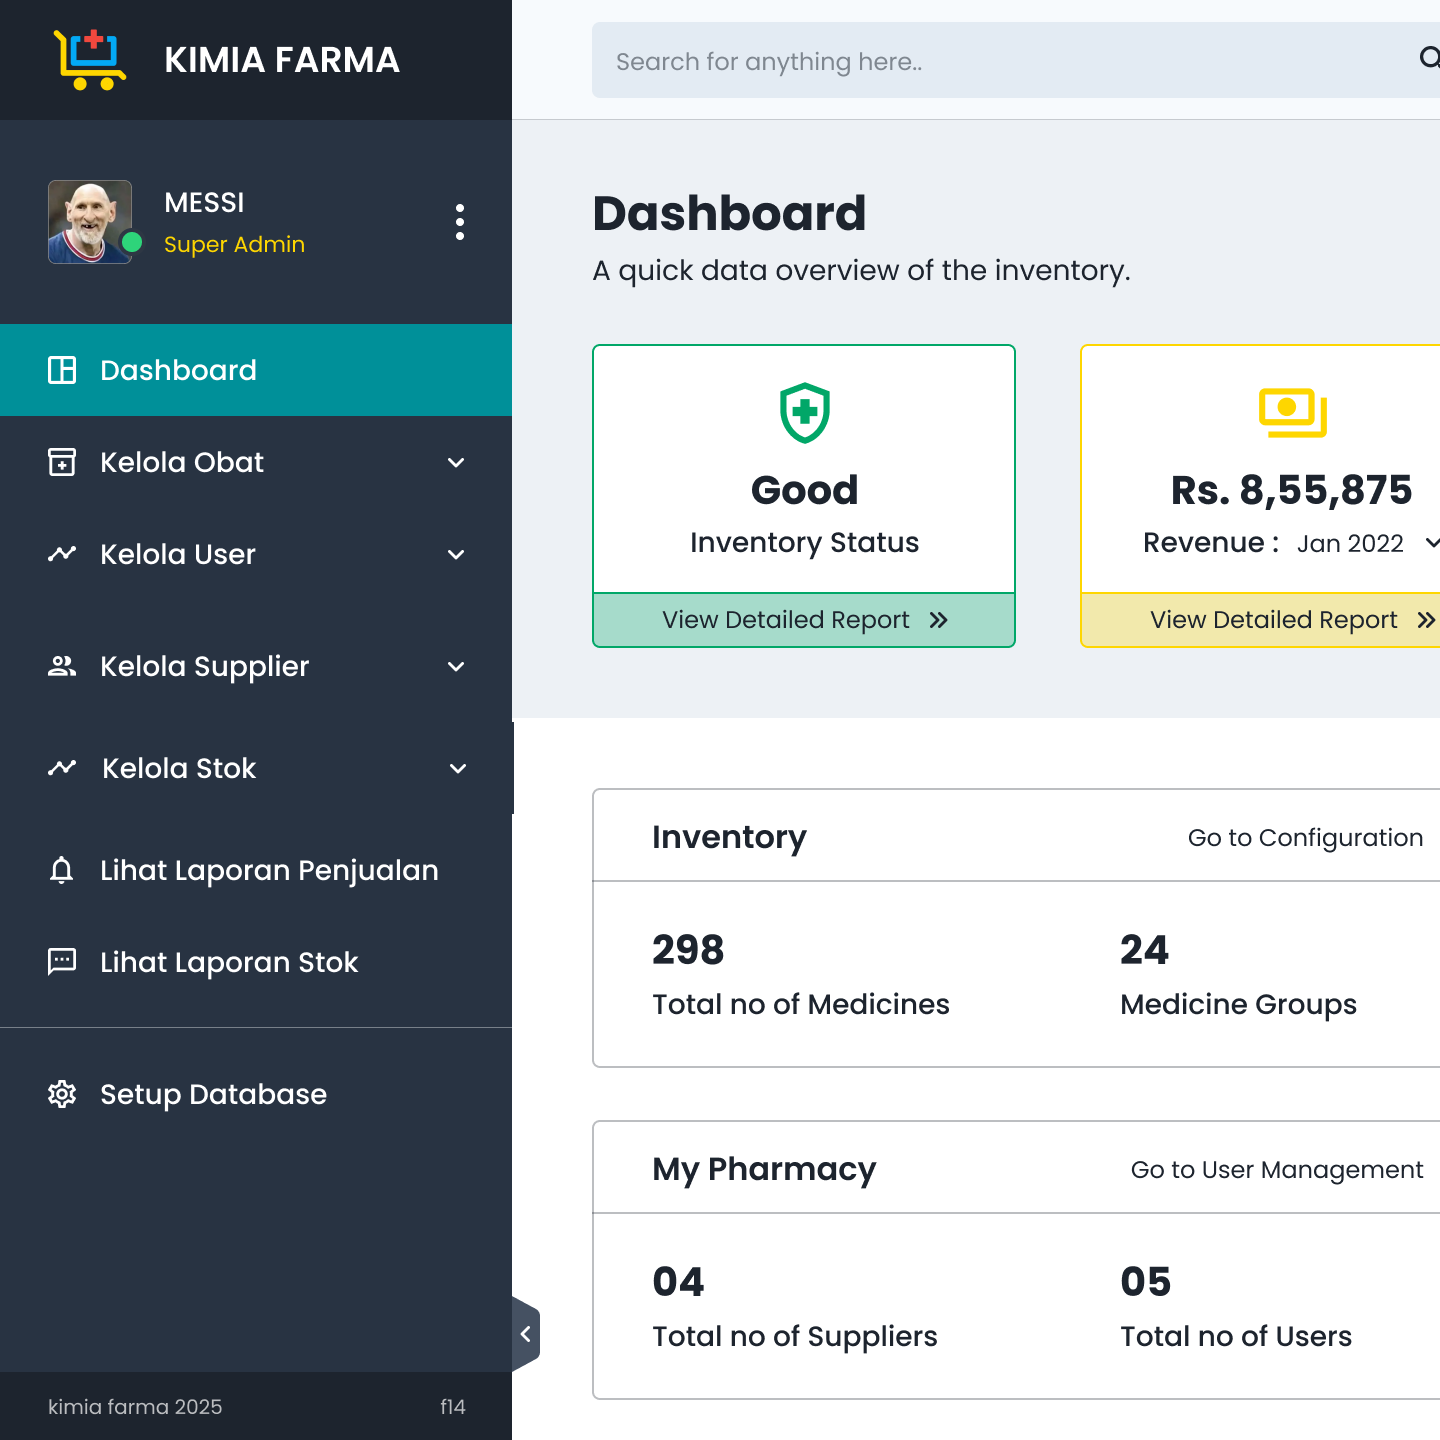 KIMIA FARMA
MESSI
Super Admin
Dashboard
Kelola Obat
Kelola User
Kelola Supplier
Kelola Stok
Lihat Laporan Penjualan
Lihat Laporan Stok
Setup Database
kimia farma 2025
f14
Search for anything here..
Dashboard
A quick data overview of the inventory.
Good
Inventory Status
View Detailed Report
Rs. 8,55,875
Revenue : Jan 2022
View Detailed Report
Inventory
Go to Configuration
298
Total no of Medicines
24
Medicine Groups
My Pharmacy
Go to User Management
04
Total no of Suppliers
05
Total no of Users